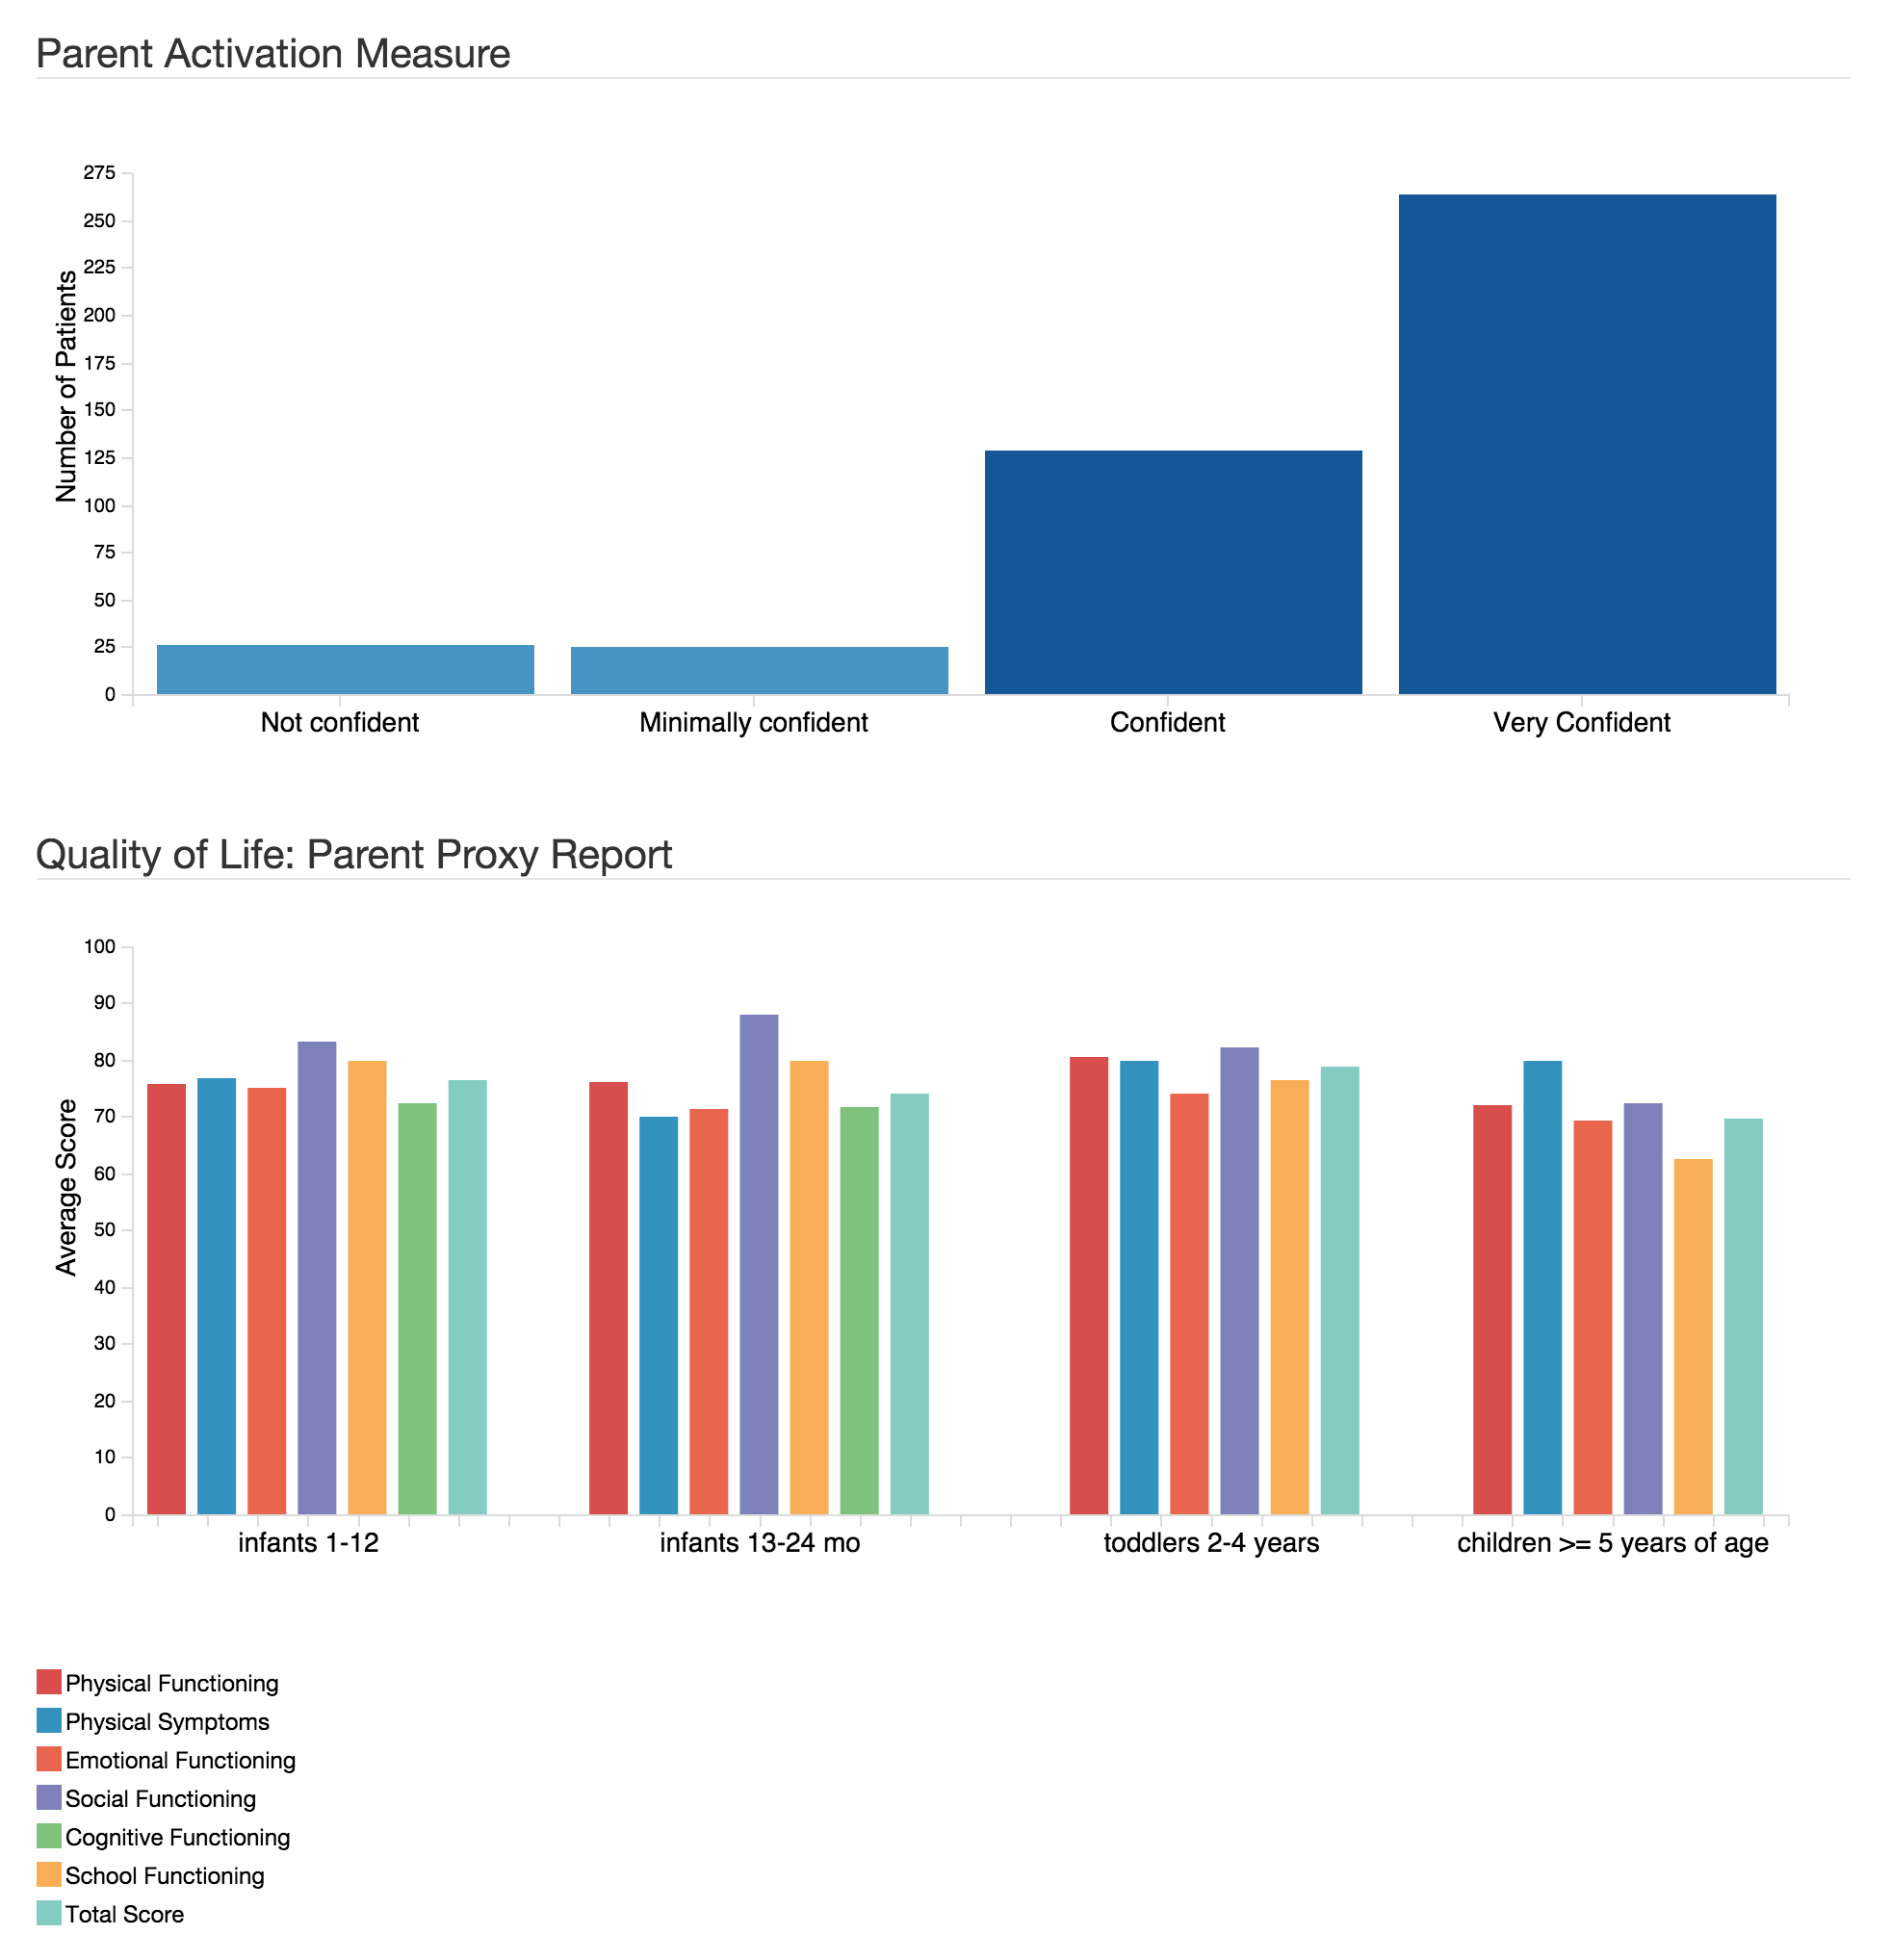 Parent Activation Measure
275
250
225
200
175
150
125
100
75
50
25
0
Number of Patients
Not confident
Minimally confident
Confident
Very Confident
Quality of Life: Parent Proxy Report
100
90
80
70
60
50
40
30
20
10
0
Average Score
infants 1-12
infants 13-24 mo
toddlers 2-4 years
children >= 5 years of age
Physical Functioning
Physical Symptoms
Emotional Functioning
Social Functioning
Cognitive Functioning
School Functioning
Total Score